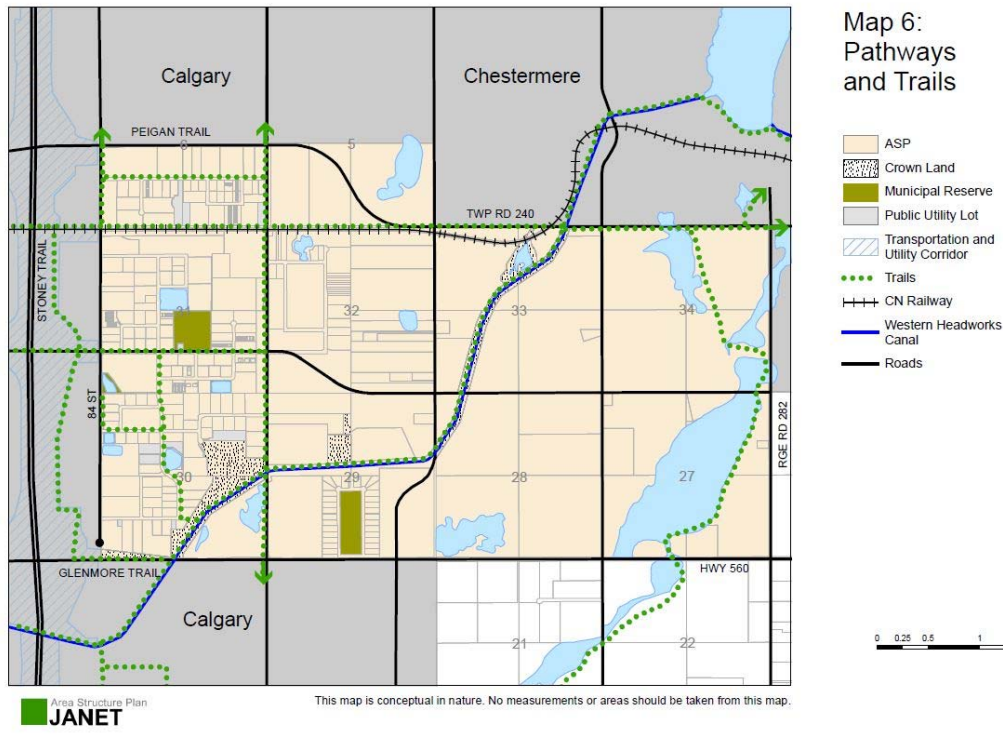 Map 6:
Pathways
and Trails
Calgary
Chestermere
PEIGAN TRAIL
5
TWP RD 240
STONEY TRAIL
32
33
34
84 ST
RGE RD 282
30
29
28
27
GLENMORE TRAIL
HWY 560
Calgary
21
22
ASP
Crown Land
Municipal Reserve
Public Utility Lot
Transportation and
Utility Corridor
Trails
CN Railway
Western Headworks
Canal
Roads
0 0.25 0.5 1
Area Structure Plan
JANET
This map is conceptual in nature. No measurements or areas should be taken from this map.